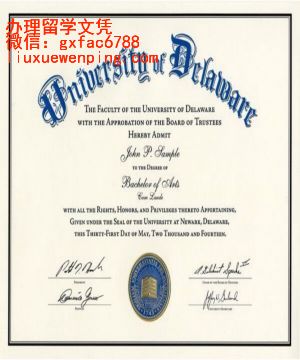 办理留学文凭
微信：gxfac6788
liuxuewenping.com
University of Delaware
THE FACULTY OF THE UNIVERSITY OF DELAWARE
WITH THE APPROBATION OF THE BOARD OF TRUSTEES
HEREBY ADMIT
John P. Sample
TO THE DEGREE OF
Bachelor of Arts
Cum Laude
WITH ALL THE RIGHTS, HONORS, AND PRIVILEGES THERETO APPERTAINING,
GIVEN UNDER THE SEAL OF THE UNIVERSITY AT NEWARK, DELAWARE,
THIS THIRTY-FIRST DAY OF MAY, TWO THOUSAND AND FOURTEEN.
PRESIDENT